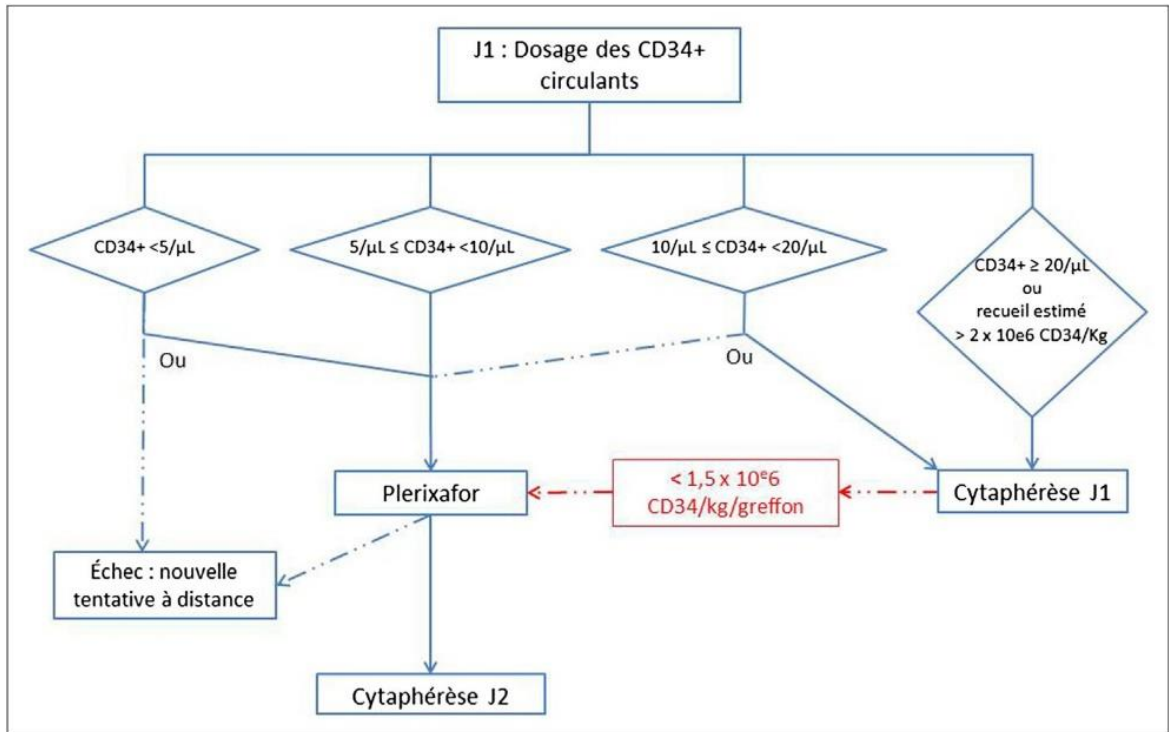 J1 : Dosage des CD34+
circulants
CD34+ <5/µL
5/µL ≤ CD34+ <10/µL
10/µL ≤ CD34+ <20/µL
CD34+ ≥ 20/µL
ou
recueil estimé
> 2 x 10e6 CD34/Kg
Ou
Ou
Plerixafor
< 1,5 x 10ᵉ6
CD34/kg/greffon
Cytaphérèse J1
Échec : nouvelle
tentative à distance
Cytaphérèse J2